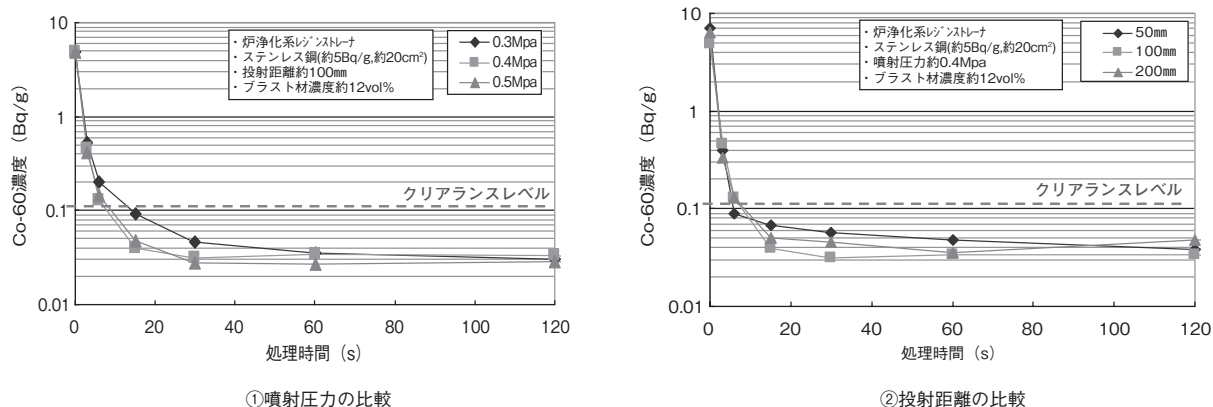 10
1
0.1
0.01
Co-60濃度 (Bq/g)
・炉浄化系ﾚｼﾞﾝｽﾄﾚｰﾅ
・ステンレス鋼(約5Bq/g,約20cm²)
・投射距離約100㎜
・ブラスト材濃度約12vol%
0.3Mpa
0.4Mpa
0.5Mpa
クリアランスレベル
0 20 40 60 80 100 120
処理時間 (s)
①噴射圧力の比較
10
1
0.1
0.01
Co-60濃度 (Bq/g)
・炉浄化系ﾚｼﾞﾝｽﾄﾚｰﾅ
・ステンレス鋼(約5Bq/g,約20cm²)
・噴射圧力約0.4Mpa
・ブラスト材濃度約12vol%
50㎜
100㎜
200㎜
クリアランスレベル
0 20 40 60 80 100 120
処理時間 (s)
②投射距離の比較